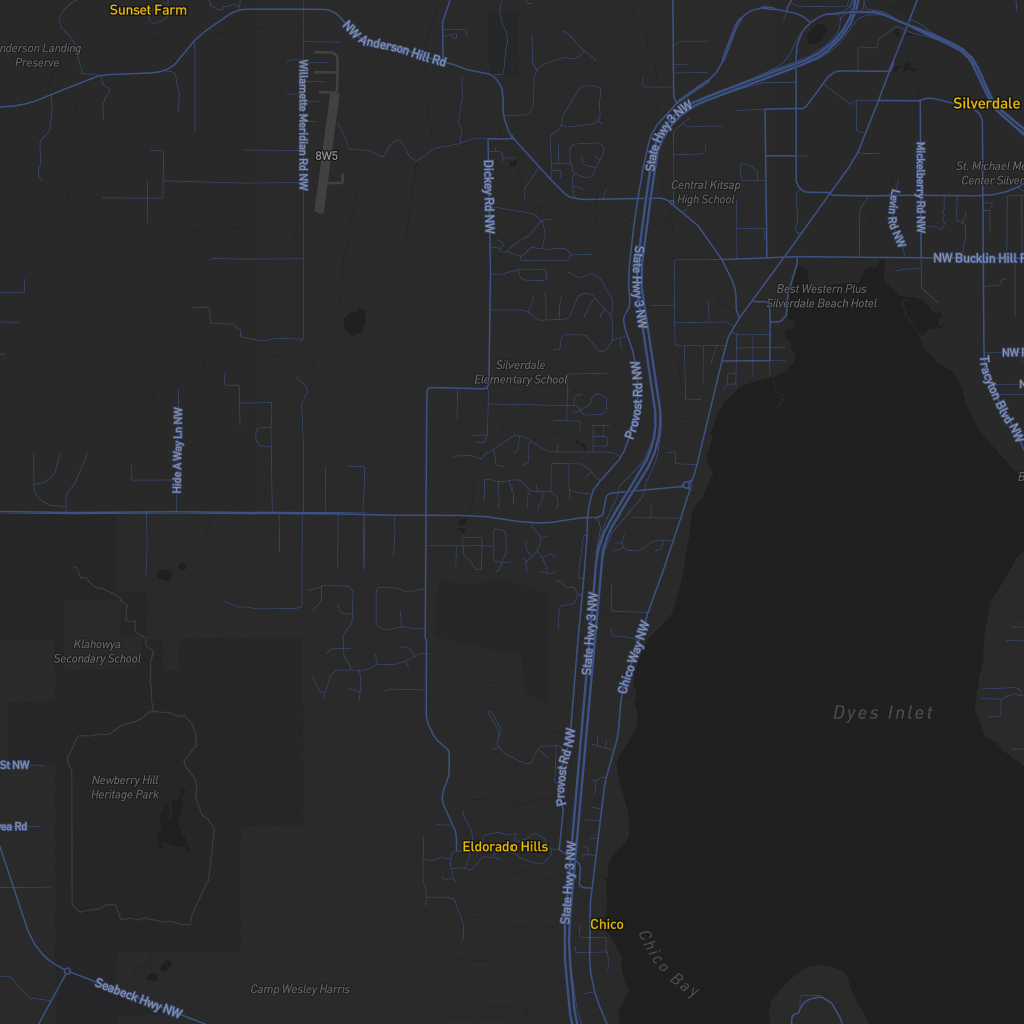 Sunset Farm
NW Anderson Hill Rd
nderson Landing
Preserve
Willamette Meridian Rd NW
8W5
State Hwy 3 NW
Silverdale
Dickey Rd NW
Central Kitsap
High School
Mickelberry Rd NW
St. Michael Me
Center Silver
Levin Rd NW
State Hwy 3 NW
NW Bucklin Hill R
Best Western Plus
Silverdale Beach Hotel
NW
Silverdale
Elementary School
Provost Rd NW
Tracyton Blvd NW
Hide A Way Ln NW
State Hwy 3 NW
Klahowya
Secondary School
Chico Way NW
Dyes Inlet
St NW
Newberry Hill
Heritage Park
Provost Rd NW
Rd
Eldorado Hills
State Hwy 3 NW
Chico
Chico Bay
Seabeck Hwy NW
Camp Wesley Harris